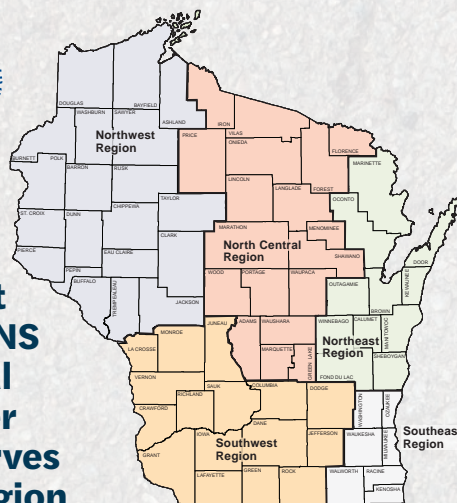 DOUGLAS
BAYFIELD
WASHBURN
SAWYER
ASHLAND
IRON
VILAS
Northwest
Region
PRICE
ONEIDA
FLORENCE
MARINETTE
BURNETT
POLK
BARRON
RUSK
LINCOLN
LANGLADE
FOREST
OCONTO
TAYLOR
CHIPPEWA
ST. CROIX
DUNN
MARATHON
MENOMINEE
CLARK
North Central
Region
SHAWANO
PIERCE
EAU CLAIRE
DOOR
PEPIN
WOOD
PORTAGE
WAUPACA
BUFFALO
TREMPEALEAU
OUTAGAMIE
KEWAUNEE
JACKSON
BROWN
t
NS
l
r
rves
gion
JUNEAU
ADAMS
WAUSHARA
WINNEBAGO
CALUMET
MANITOWOC
MONROE
LA CROSSE
Northeast
Region
MARQUETTE
GREEN LAKE
SHEBOYGAN
VERNON
FOND DU LAC
SAUK
COLUMBIA
DODGE
RICHLAND
CRAWFORD
WASHINGTON
OZAUKEE
DANE
IOWA
JEFFERSON
WAUKESHA
MILWAUKEE
Southeas
Region
Southwest
Region
GRANT
LAFAYETTE
GREEN
ROCK
WALWORTH
RACINE
KENOSHA